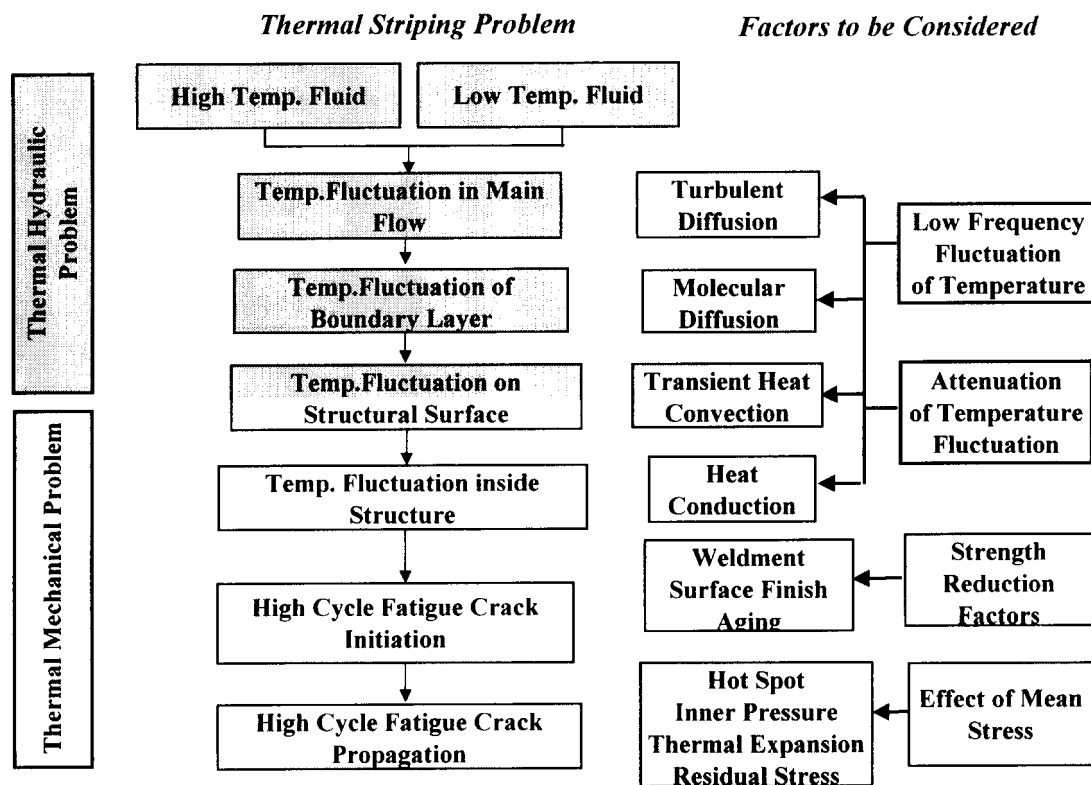 Thermal Striping Problem
Factors to be Considered
Thermal Hydraulic
Problem
High Temp. Fluid
Low Temp. Fluid
Temp.Fluctuation in Main
Flow
Temp.Fluctuation of
Boundary Layer
Temp.Fluctuation on
Structural Surface
Thermal Mechanical Problem
Temp. Fluctuation inside
Structure
High Cycle Fatigue Crack
Initiation
High Cycle Fatigue Crack
Propagation
Turbulent
Diffusion
Molecular
Diffusion
Transient Heat
Convection
Heat
Conduction
Weldment
Surface Finish
Aging
Hot Spot
Inner Pressure
Thermal Expansion
Residual Stress
Low Frequency
Fluctuation
of Temperature
Attenuation
of Temperature
Fluctuation
Strength
Reduction
Factors
Effect of Mean
Stress